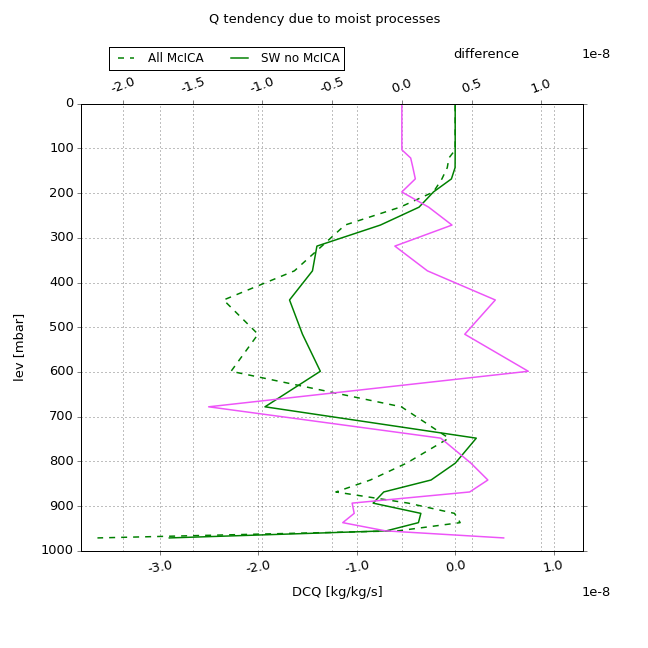 Q tendency due to moist processes
All McICA SW no McICA
difference 1e-8
-2.0 -1.5 -1.0 -0.5 0.0 0.5 1.0
0
100
200
300
400
500
600
700
800
900
1000
lev [mbar]
-3.0 -2.0 -1.0 0.0 1.0
DCQ [kg/kg/s] 1e-8